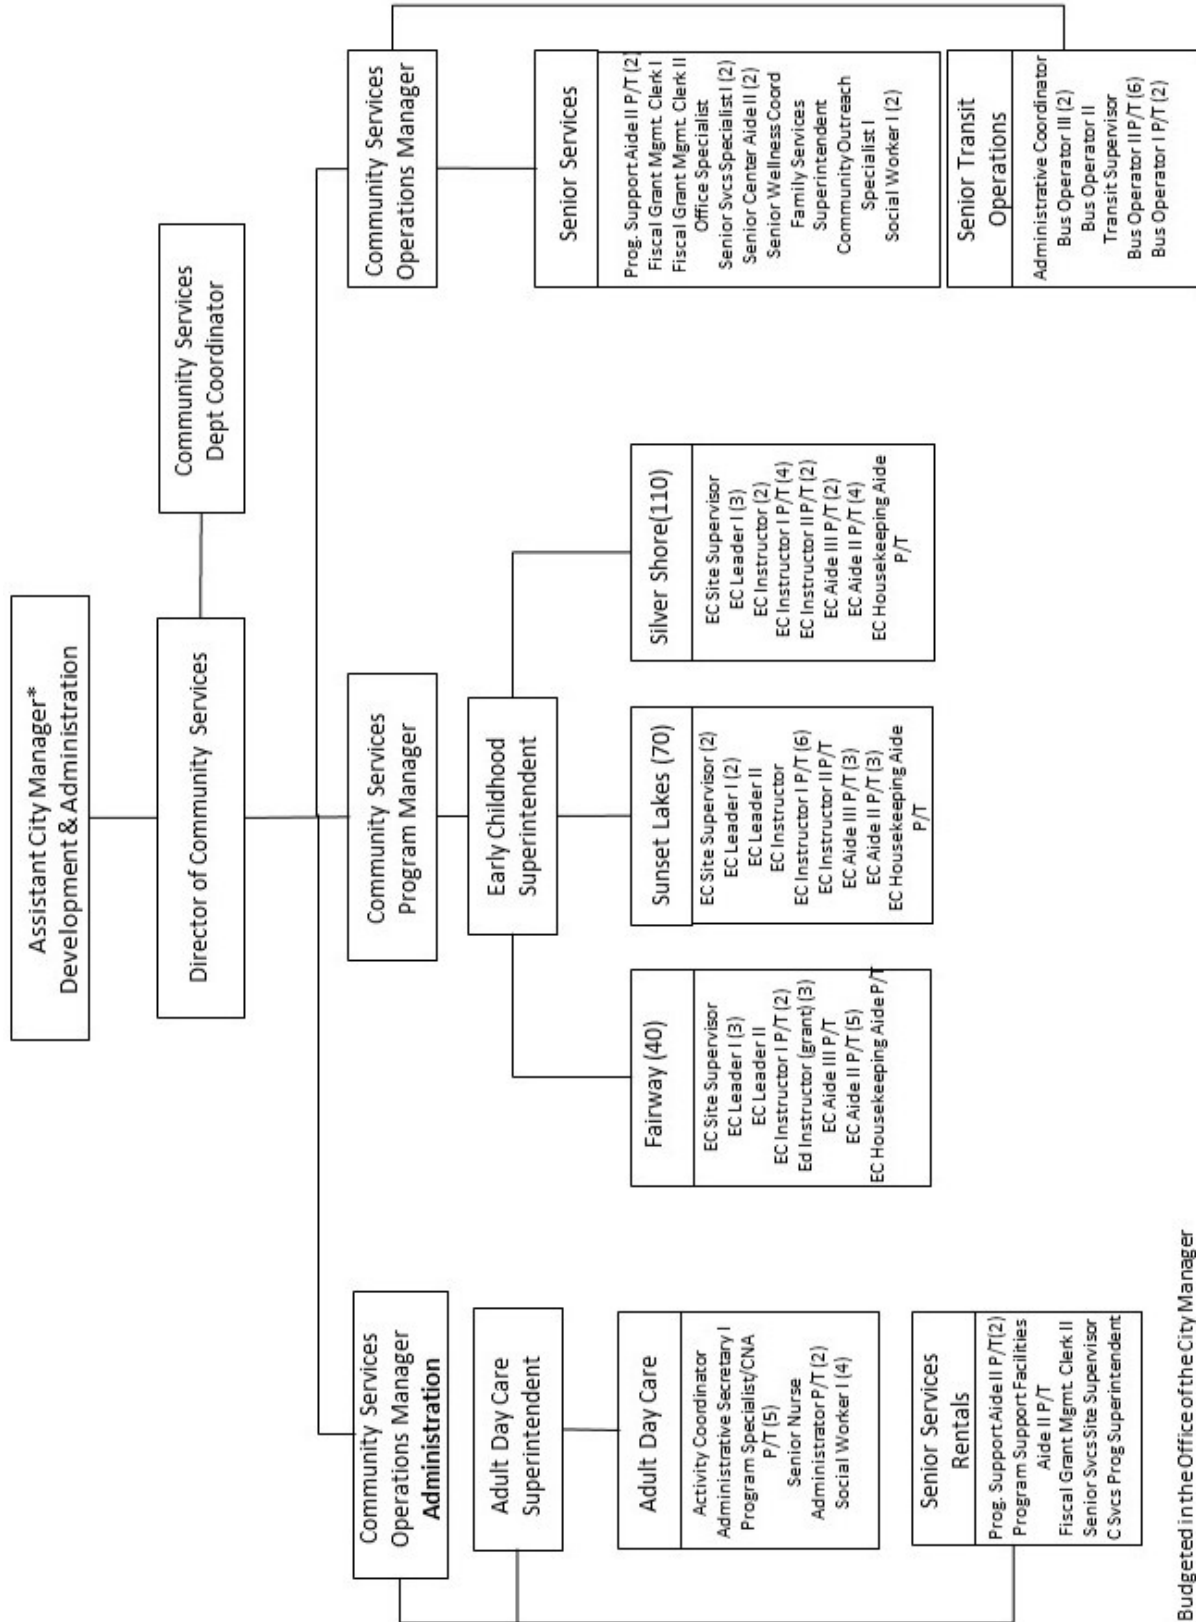 Assistant City Manager*
Development & Administration
Director of Community Services
Community Services
Dept Coordinator
Community Services
Operations Manager
Administration
Community Services
Program Manager
Community Services
Operations Manager
Adult Day Care
Superintendent
Early Childhood
Superintendent
Adult Day Care
Activity Coordinator
Administrative Secretary I
Program Specialist/CNA
P/T (5)
Senior Nurse
Administrator P/T (2)
Social Worker I (4)
Senior Services
Rentals
Prog. Support Aide II P/T(2)
Program Support Facilities
Aide II P/T
Fiscal Grant Mgmt. Clerk II
Senior Svcs Site Supervisor
C Svcs Prog Superintendent
Fairway (40)
EC Site Supervisor
EC Leader I (3)
EC Leader II
EC Instructor I P/T (2)
Ed Instructor (grant) (3)
EC Aide III P/T
EC Aide II P/T (5)
EC Housekeeping Aide P/T
Sunset Lakes (70)
EC Site Supervisor (2)
EC Leader I (2)
EC Leader II
EC Instructor
EC Instructor I P/T (6)
EC Instructor II P/T
EC Aide III P/T (3)
EC Aide II P/T (3)
EC Housekeeping Aide
P/T
Silver Shore(110)
EC Site Supervisor
EC Leader I (3)
EC Instructor (2)
EC Instructor I P/T (4)
EC Instructor II P/T (2)
EC Aide III P/T (2)
EC Aide II P/T (4)
EC Housekeeping Aide
P/T
Senior Services
Prog. Support Aide II P/T (2)
Fiscal Grant Mgmt. Clerk I
Fiscal Grant Mgmt. Clerk II
Office Specialist
Senior Svcs Specialist I (2)
Senior Center Aide II (2)
Senior Wellness Coord
Family Services
Superintendent
Community Outreach
Specialist I
Social Worker I (2)
Senior Transit
Operations
Administrative Coordinator
Bus Operator III (2)
Bus Operator II
Transit Supervisor
Bus Operator II P/T (6)
Bus Operator I P/T (2)
Budgeted in the Office of the City Manager